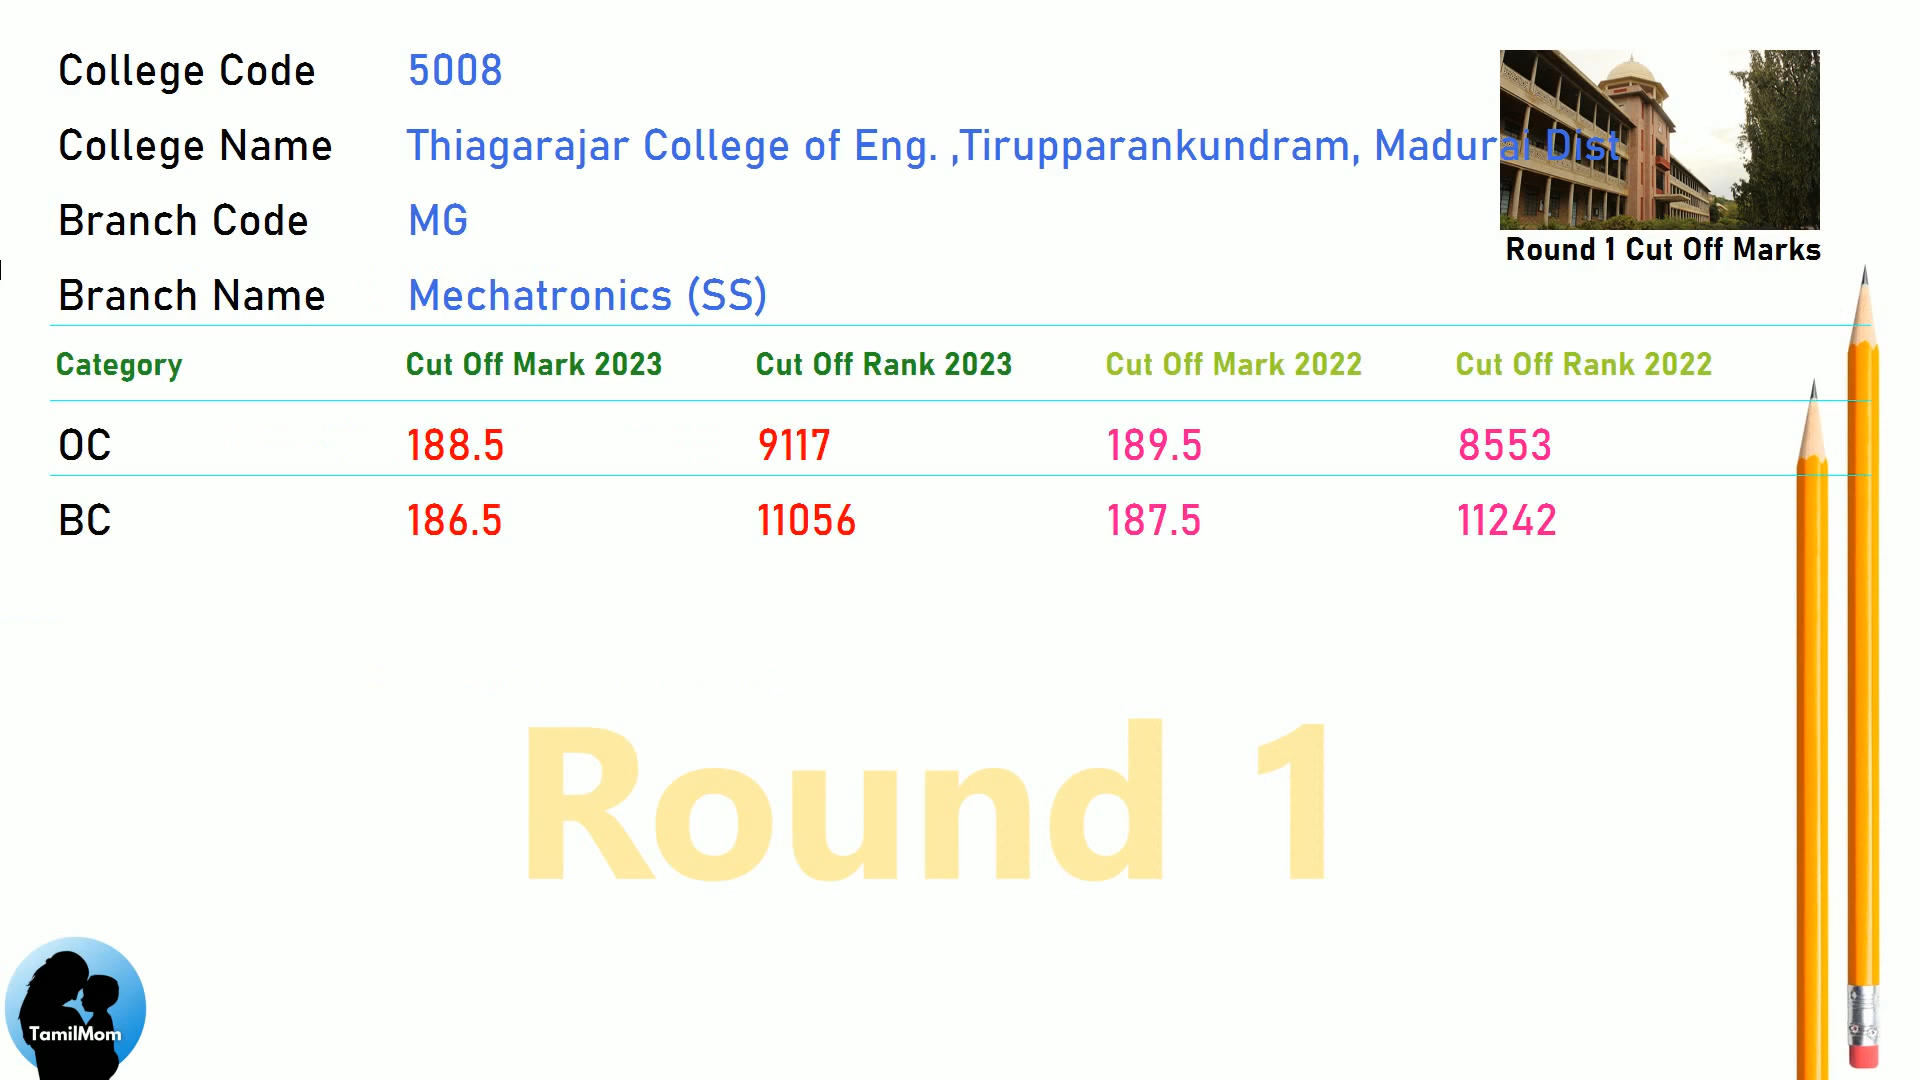 College Code 5008
College Name Thiagarajar College of Eng. ,Tirupparankundram, Madurai Dist
Branch Code MG
Round 1 Cut Off Marks
Branch Name Mechatronics (SS)
Category Cut Off Mark 2023 Cut Off Rank 2023 Cut Off Mark 2022 Cut Off Rank 2022
OC 188.5 9117 189.5 8553
BC 186.5 11056 187.5 11242
Round 1
TamilMom